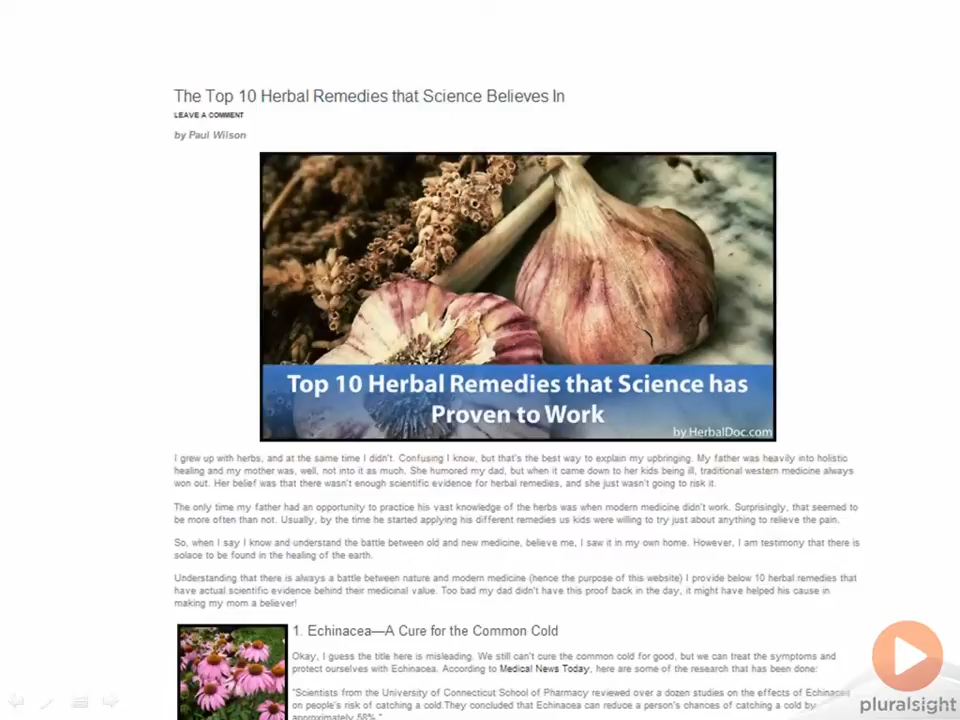 The Top 10 Herbal Remedies that Science Believes In
LEAVE A COMMENT
by Paul Wilson
Top 10 Herbal Remedies that Science has
Proven to Work
by HerbalDoc.com
I grew up with herbs, and at the same time I didn't. Confusing I know, but that's the best way to explain my upbringing. My father was heavily into holistic
healing and my mother was, well, not into it as much. She humored my dad, but when it came down to her kids being ill, traditional western medicine always
won out. Her belief was that there wasn't enough scientific evidence for herbal remedies, and she just wasn't going to risk it.
The only time my father had an opportunity to practice his vast knowledge of the herbs was when modern medicine didn't work. Surprisingly, that seemed to
be more often than not. Usually, by the time he started applying his different remedies us kids were willing to try just about anything to relieve the pain.
So, when I say I know and understand the battle between old and new medicine, believe me, I saw it in my own home. However, I am testimony that there is
solace to be found in the healing of the earth.
Understanding that there is always a battle between nature and modern medicine (hence the purpose of this website) I provide below 10 herbal remedies that
have actual scientific evidence behind their medicinal value. Too bad my dad didn't have this proof back in the day, it might have helped his cause in
making my mom a believer!
1. Echinacea—A Cure for the Common Cold
Okay, I guess the title here is misleading. We still can't cure the common cold for good, but we can treat the symptoms and
protect ourselves with Echinacea. According to Medical News Today, here are some of the research that has been done:
"Scientists from the University of Connecticut School of Pharmacy reviewed over a dozen studies on the effects of Echinacea
on people's risk of catching a cold.They concluded that Echinacea can reduce a person's chances of catching a cold by
approximately 58%."
pluralsight